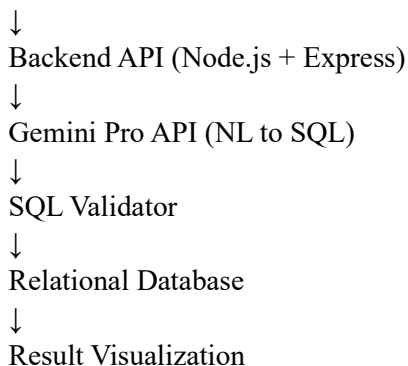 ↓
Backend API (Node.js + Express)
↓
Gemini Pro API (NL to SQL)
↓
SQL Validator
↓
Relational Database
↓
Result Visualization